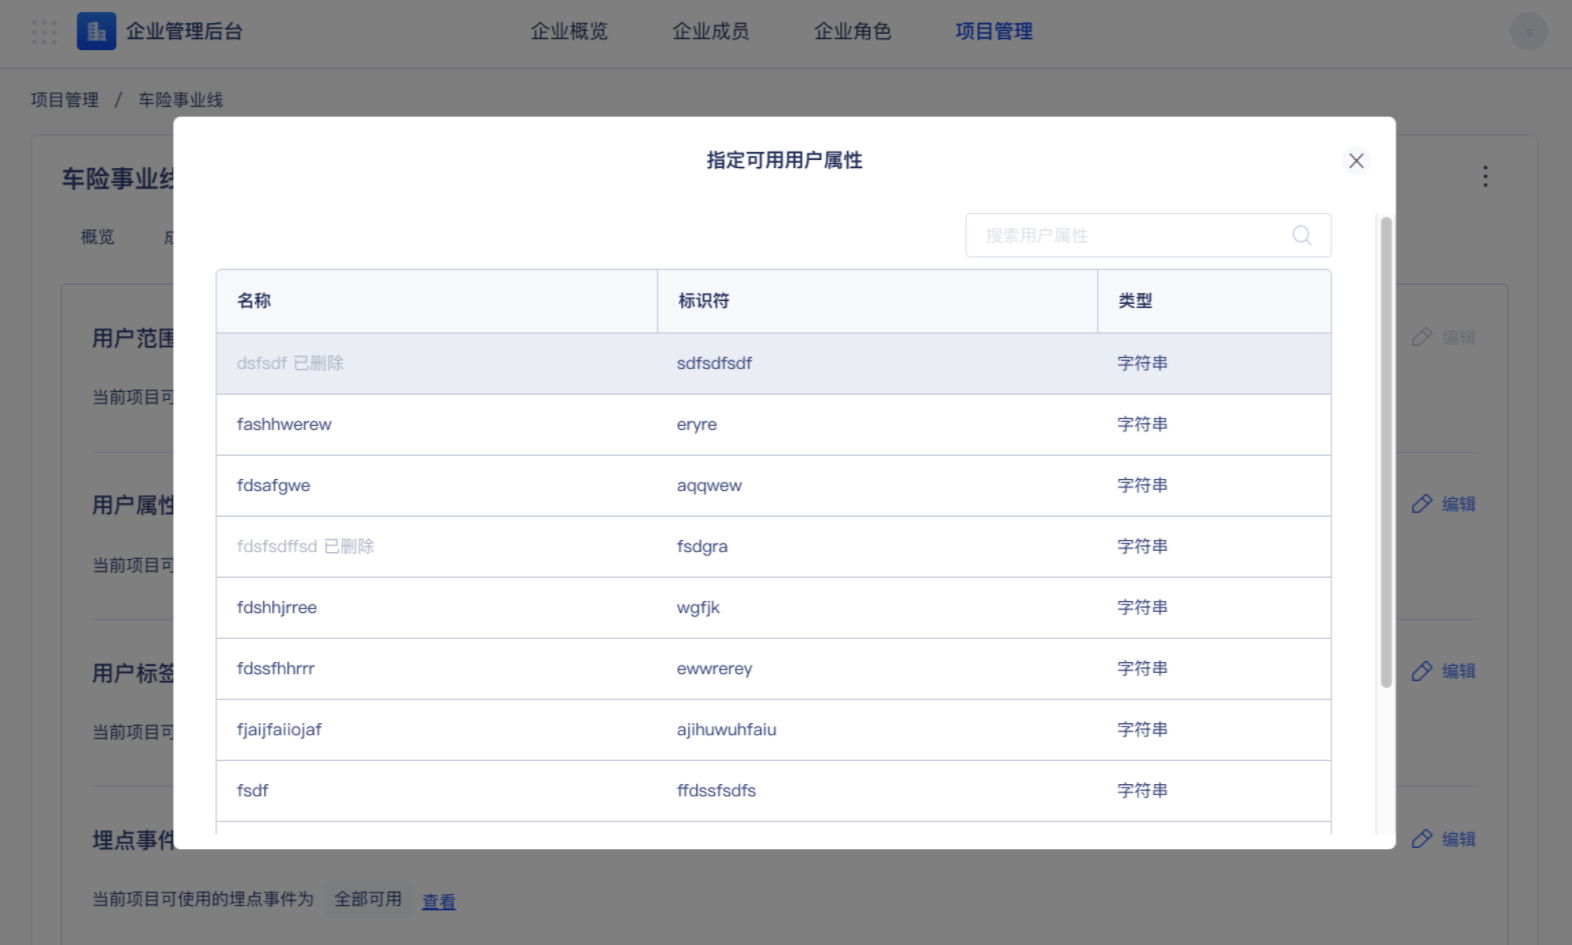 企业管理后台
企业概览
企业成员
企业角色
项目管理
项目管理 / 车险事业线
车险事业线
概览
指定可用用户属性
搜索用户属性
名称 标识符 类型
dsfsdf 已删除 sdfsdfsdf 字符串
fashhwerew eryre 字符串
fdsafgwe aqqwew 字符串
fdsfsdffsd 已删除 fsdgra 字符串
fdshhjrree wgfjk 字符串
fdssfhhrrr ewwrerey 字符串
fjaijfaiiojaf ajihuwuhfaiu 字符串
fsdf ffdssfsdfs 字符串
用户范围
编辑
当前项目可
用户属性
编辑
当前项目可
用户标签
编辑
当前项目可
埋点事件
编辑
当前项目可使用的埋点事件为 全部可用 查看